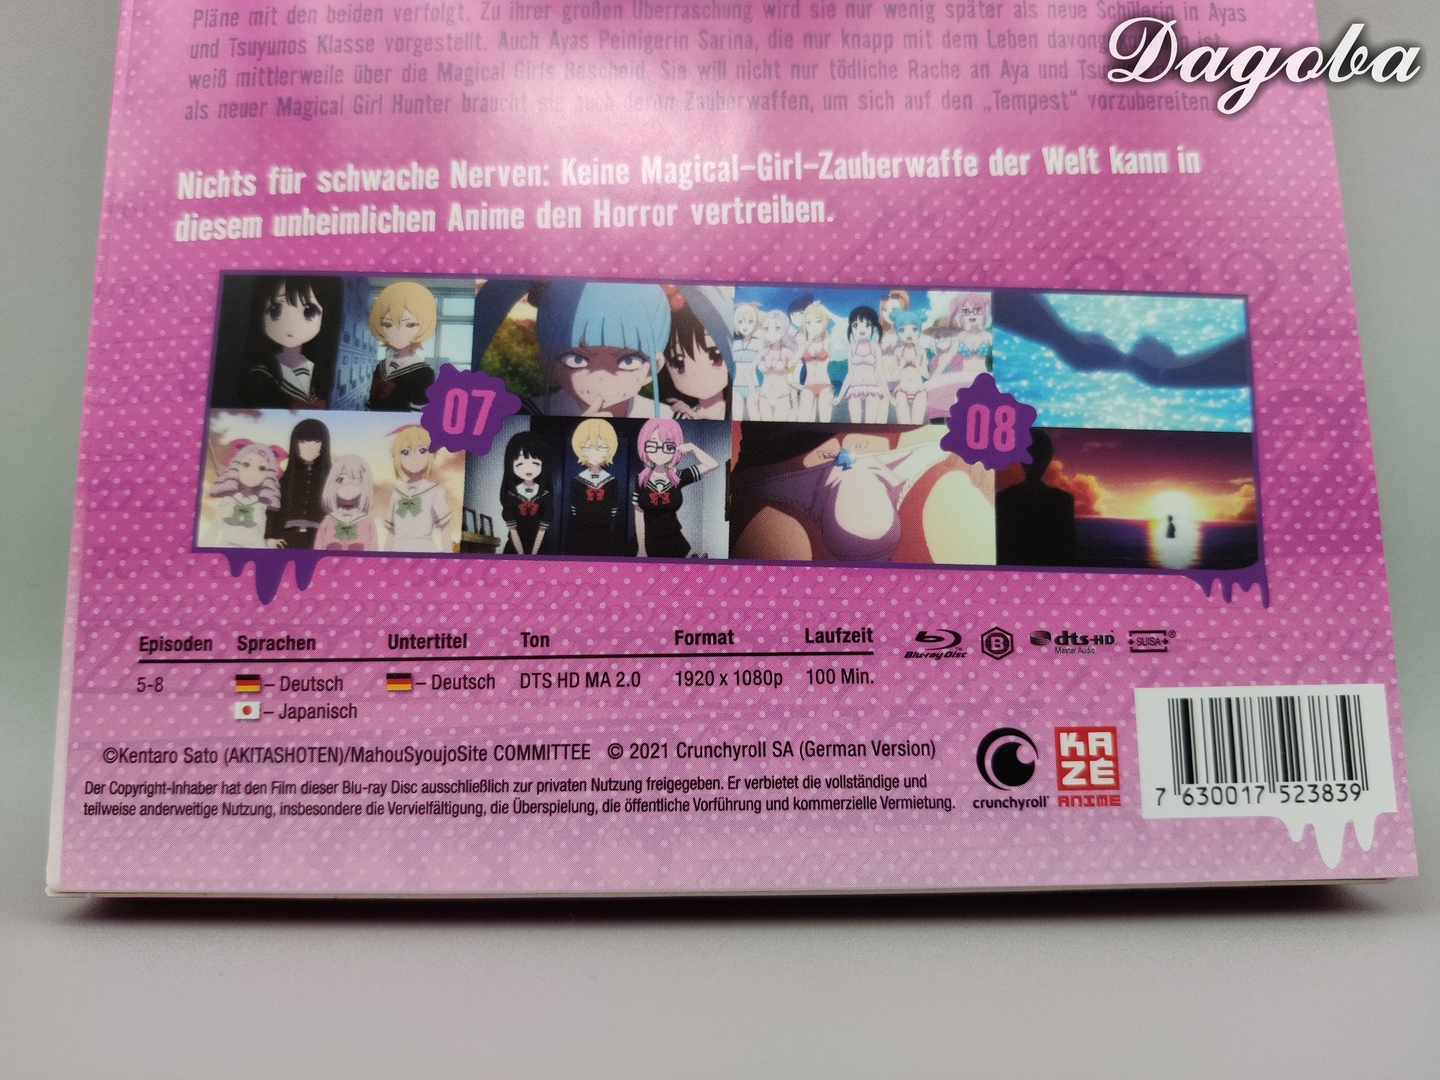 Pläne mit den beiden verfolgt. Zu ihrer großen Überraschung wird sie nur wenig später als neue Schülerin in Ayas
und Tsuyunos Klasse vorgestellt. Auch Ayas Peinigerin Sarina, die nur knapp mit dem Leben ist,
weiß mittlerweile über die Magical Girls Bescheid. Sie will nicht nur tödliche Rache an Aya und
als neuer Magical Girl Hunter braucht sie auch deren Zauberwaffen, um sich auf den „Tempest“ vorzubereiten.
Dagoba
Nichts für schwache Nerven: Keine Magical-Girl-Zauberwaffe der Welt kann in
diesem unheimlichen Anime den Horror vertreiben.
07
08
Episoden Sprachen Untertitel Ton Format Laufzeit
5-8 – Deutsch – Deutsch DTS HD MA 2.0 1920 x 1080p 100 Min.
– Japanisch
Blu-ray Disc
B
dts-HD
Master Audio
SUISA
©Kentaro Sato (AKITASHOTEN)/MahouSyoujoSite COMMITTEE © 2021 Crunchyroll SA (German Version)
Der Copyright-Inhaber hat den Film dieser Blu-ray Disc ausschließlich zur privaten Nutzung freigegeben. Er verbietet die vollständige und
teilweise anderweitige Nutzung, insbesondere die Vervielfältigung, die Überspielung, die öffentliche Vorführung und kommerzielle Vermietung.
crunchyroll
KA
ZÉ
ANIME
7 630017 523839